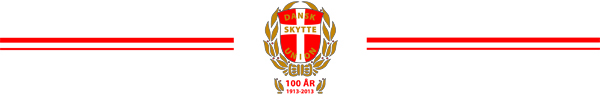 DANSK
SKYTTE
UNION
100 ÅR
1913-2013